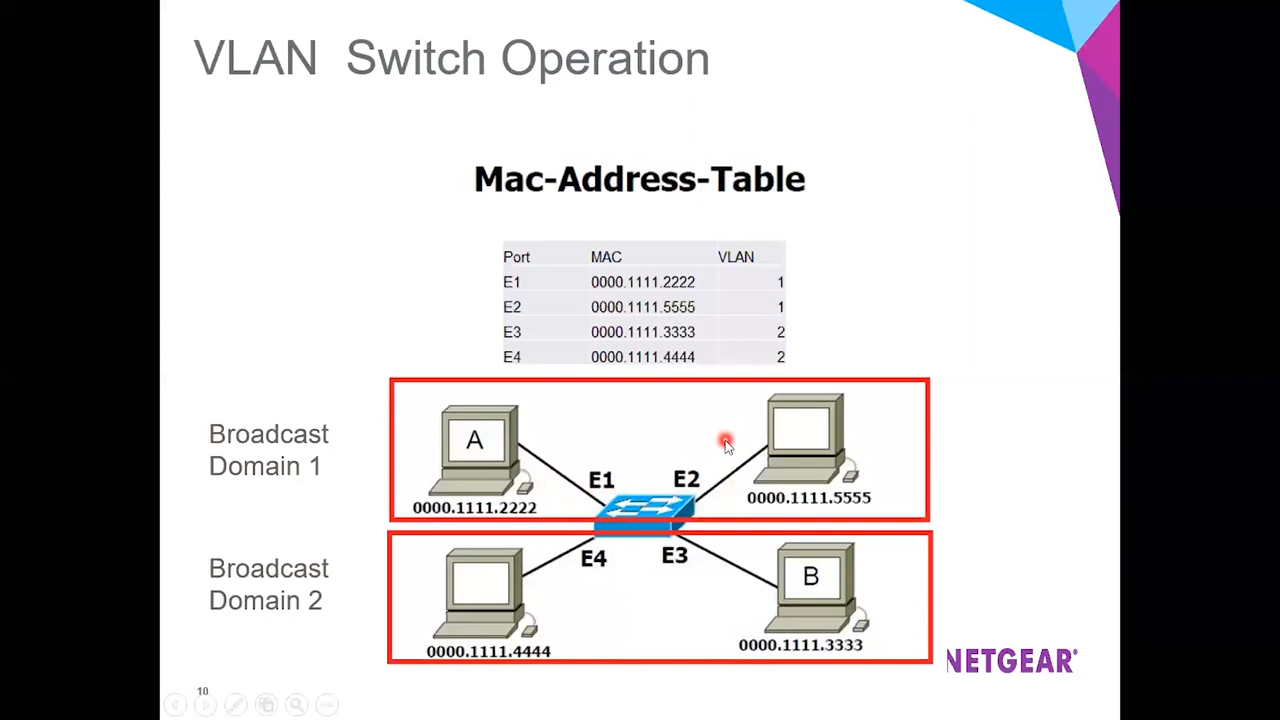 VLAN Switch Operation
Mac-Address-Table
Port MAC VLAN
E1 0000.1111.2222 1
E2 0000.1111.5555 1
E3 0000.1111.3333 2
E4 0000.1111.4444 2
Broadcast
Domain 1
A
E1
E2
0000.1111.2222
0000.1111.5555
Broadcast
Domain 2
E4
E3
B
0000.1111.4444
0000.1111.3333
NETGEAR®
10